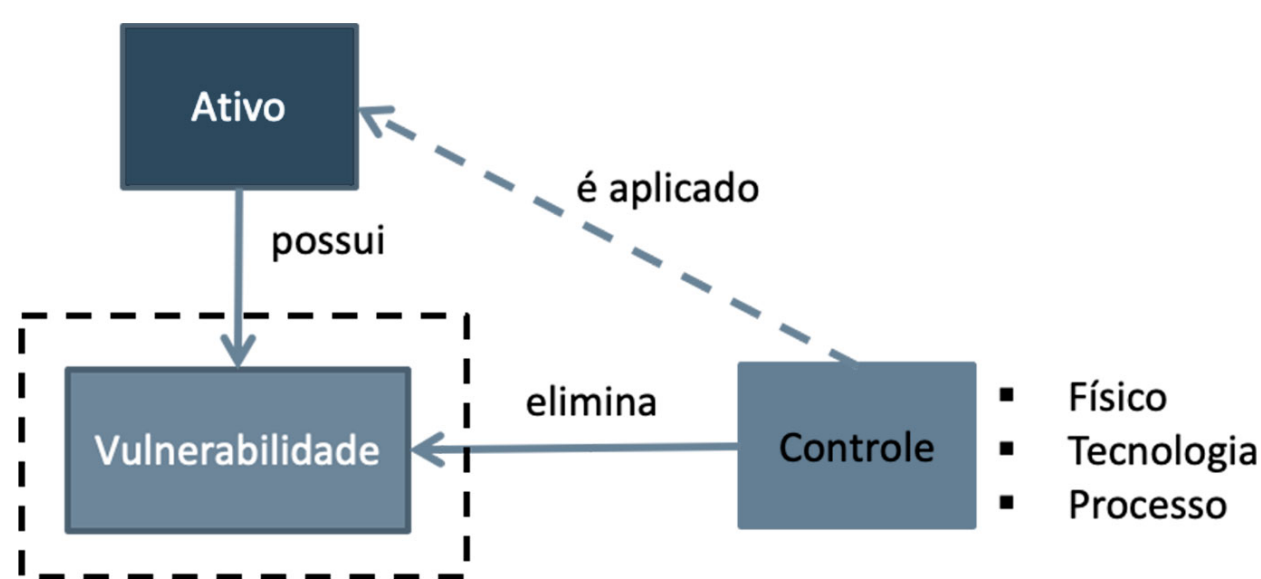 Ativo
é aplicado
possui
elimina
Vulnerabilidade
Controle
▪ Físico
▪ Tecnologia
▪ Processo